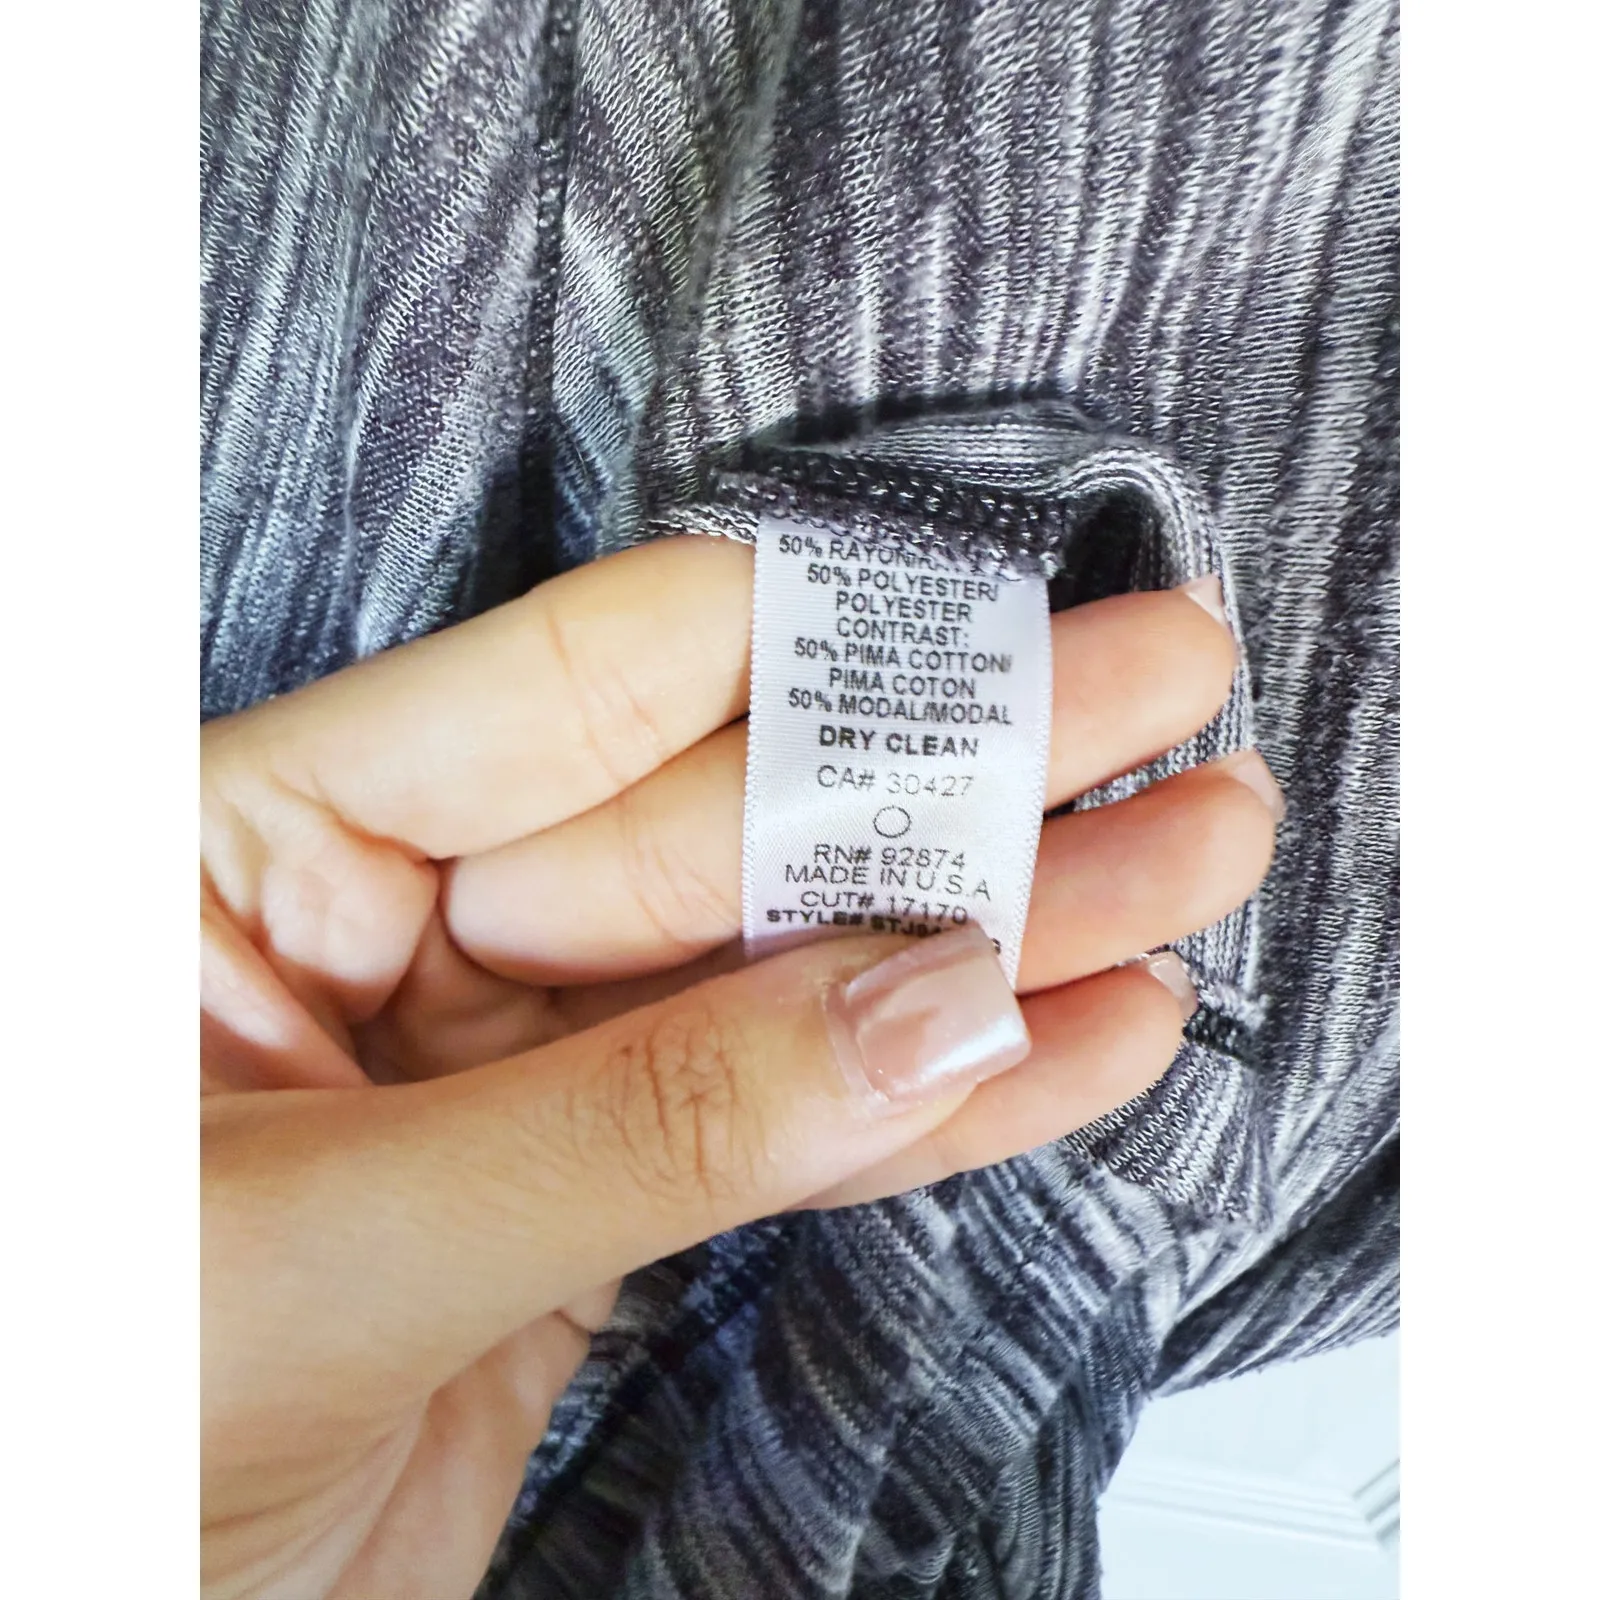 50% RAYON/
50% POLYESTER/
POLYESTER
CONTRAST:
50% PIMA COTTON/
PIMA COTON
50% MODAL/MODAL
DRY CLEAN
CA# 30427
RN# 92874
MADE IN U.S.A
CUT# 17170
STYLE#